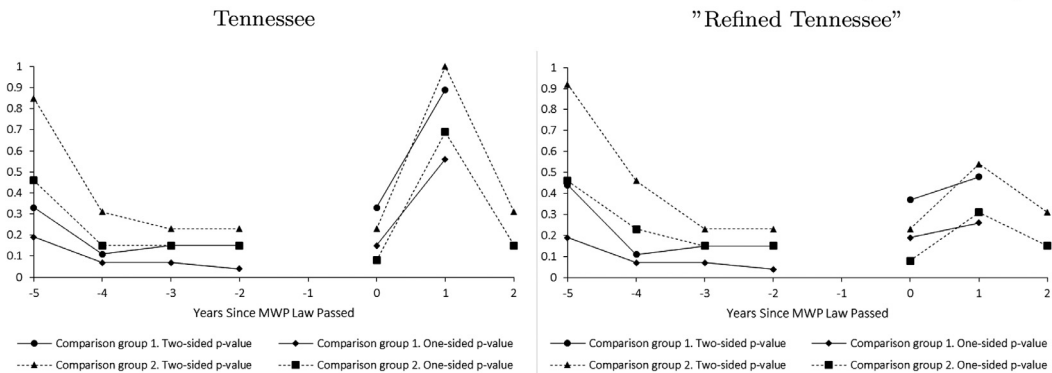 Tennessee
"Refined Tennessee"
1
0.9
0.8
0.7
0.6
0.5
0.4
0.3
0.2
0.1
0
-5 -4 -3 -2 -1 0 1 2
Years Since MWP Law Passed
Comparison group 1. Two-sided p-value Comparison group 1. One-sided p-value
Comparison group 2. Two-sided p-value Comparison group 2. One-sided p-value
1
0.9
0.8
0.7
0.6
0.5
0.4
0.3
0.2
0.1
0
-5 -4 -3 -2 -1 0 1 2
Years Since MWP Law Passed
Comparison group 1. Two-sided p-value Comparison group 1. One-sided p-value
Comparison group 2. Two-sided p-value Comparison group 2. One-sided p-value